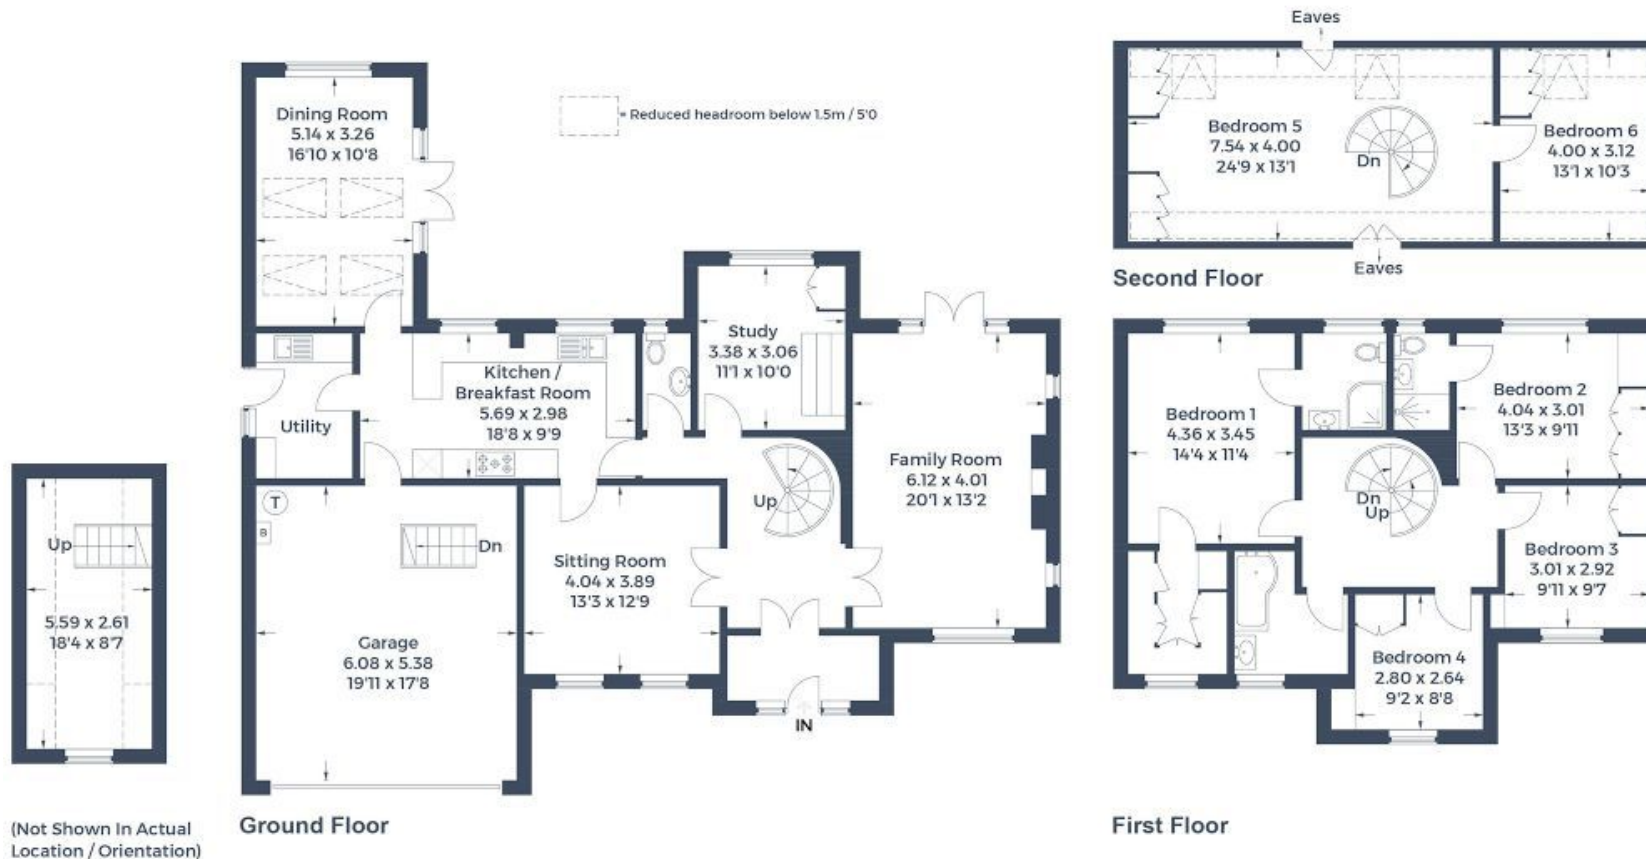 Eaves
Dining Room
5.14 x 3.26
16'10 x 10'8
Reduced headroom below 1.5m / 5'0
Bedroom 5
7.54 x 4.00
24'9 x 13'1
Dn
Bedroom 6
4.00 x 3.12
13'1 x 10'3
Eaves
Second Floor
Study
3.38 x 3.06
11'1 x 10'0
Kitchen /
Breakfast Room
5.69 x 2.98
18'8 x 9'9
Utility
Family Room
6.12 x 4.01
20'1 x 13'2
Up
T
B
Dn
Sitting Room
4.04 x 3.89
13'3 x 12'9
Garage
6.08 x 5.38
19'11 x 17'8
IN
Up
5.59 x 2.61
18'4 x 8'7
(Not Shown In Actual
Location / Orientation)
Ground Floor
Bedroom 1
4.36 x 3.45
14'4 x 11'4
Bedroom 2
4.04 x 3.01
13'3 x 9'11
Dn
Up
Bedroom 3
3.01 x 2.92
9'11 x 9'7
Bedroom 4
2.80 x 2.64
9'2 x 8'8
First Floor